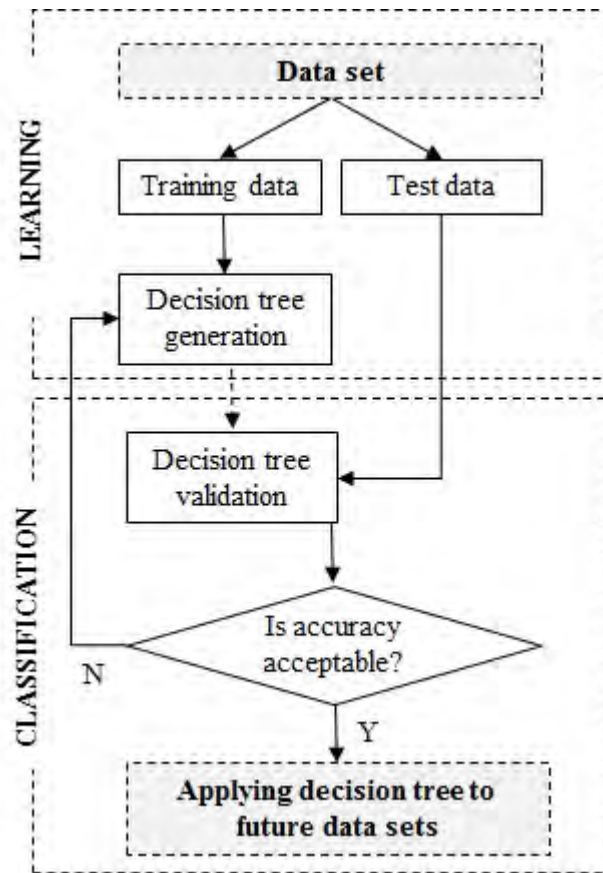 Data set
LEARNING
Training data
Test data
Decision tree
generation
Decision tree
validation
CLASSIFICATION
Is accuracy
acceptable?
N
Y
Applying decision tree to
future data sets